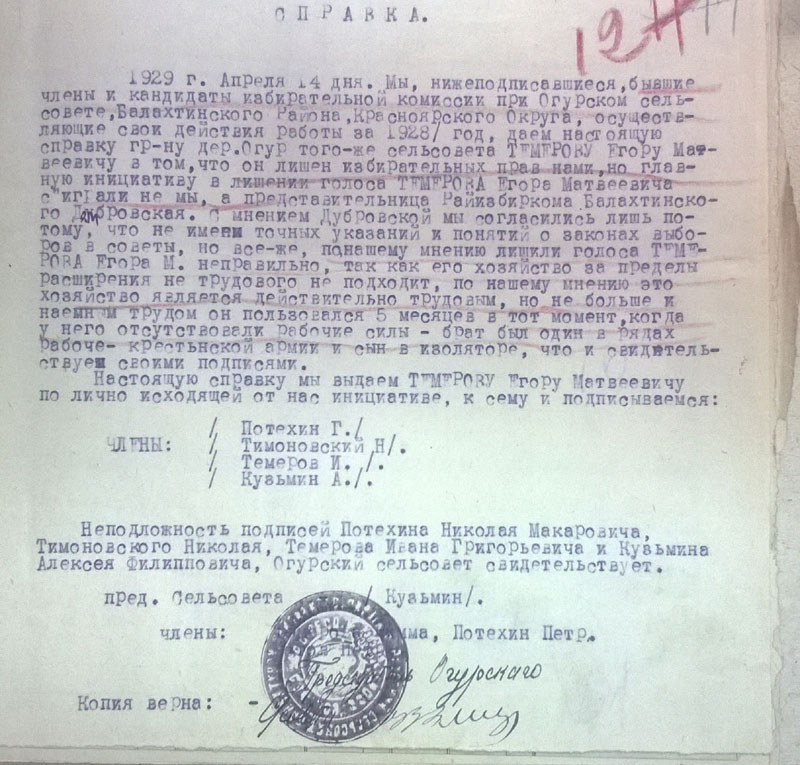 СПРАВКА.
12
1929 г. Апреля 14 дня. Мы, нижеподписавшиеся, бывшие
члены и кандидаты избирательной комиссии при Огурском сель-
совете, Балахтинского Района, Красноярского Округа, осуществ-
ляющие свои действия работы за 1928/ год, даем настоящую
справку гр-ну дер. Огур того-же сельсовета ТЕМЕРОВУ Егору Мат-
веевичу в том, что он лишен избирательных прав нами, но глав-
ную инициативу в лишении голоса ТЕМЕРОВА Егора Матвеевича
с"играли не мы, а представительница Райизбиркома Балахтинско-
го Дубровская. С мнением Дубровской мы согласились лишь по-
тому, что не имеем точных указаний и понятий о законах выбо-
ров в советы, но все-же, понашему мнению лишили голоса ТЕМЕ-
РОВА Егора М. неправильно, так как его хозяйство за пределы
расширения не трудового не подходит, по нашему мнению это
хозяйство является действительно трудовым, но не больше и
наемным трудом он пользовался 5 месяцев в тот момент, когда
у него отсутствовали рабочие силы - брат был один в рядах
Рабоче- крестьнской армии и сын в изоляторе, что и свидетель-
ствуем своими подписями.
Настоящую справку мы выдаем ТЕМЕРОВУ Егору Матвеевичу
по лично исходящей от нас инициативе, к сему и подписываемся:
/ Потехин Г./
ЧЛЕНЫ: / Тимоновский Н/.
/ Темеров И. /.
/ Кузьмин А./.
Неподложность подписей Потехина Николая Макаровича,
Тимоновского Николая, Темерова Ивана Григорьевича и Кузьмина
Алексея Филипповича, Огурский сельсовет свидетельствует.
пред. Сельсовета / Кузьмин/.
члены: Потехин Петр.
Председатель Огурскаго
Копия верна: -